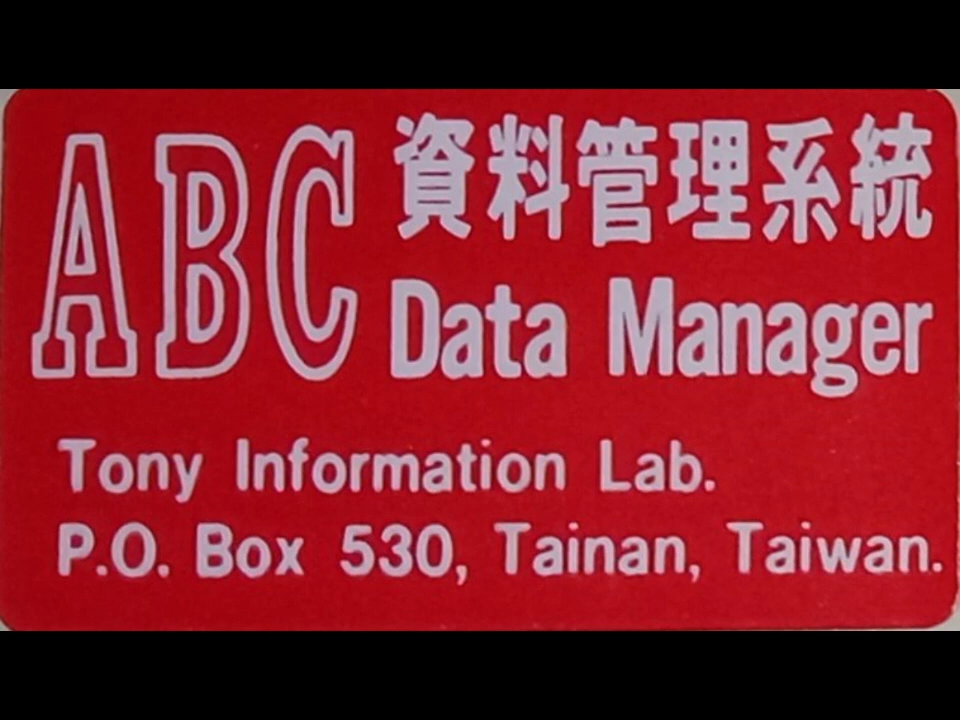 ABC 資料管理系統
Data Manager
Tony Information Lab.
P.O. Box 530, Tainan, Taiwan.